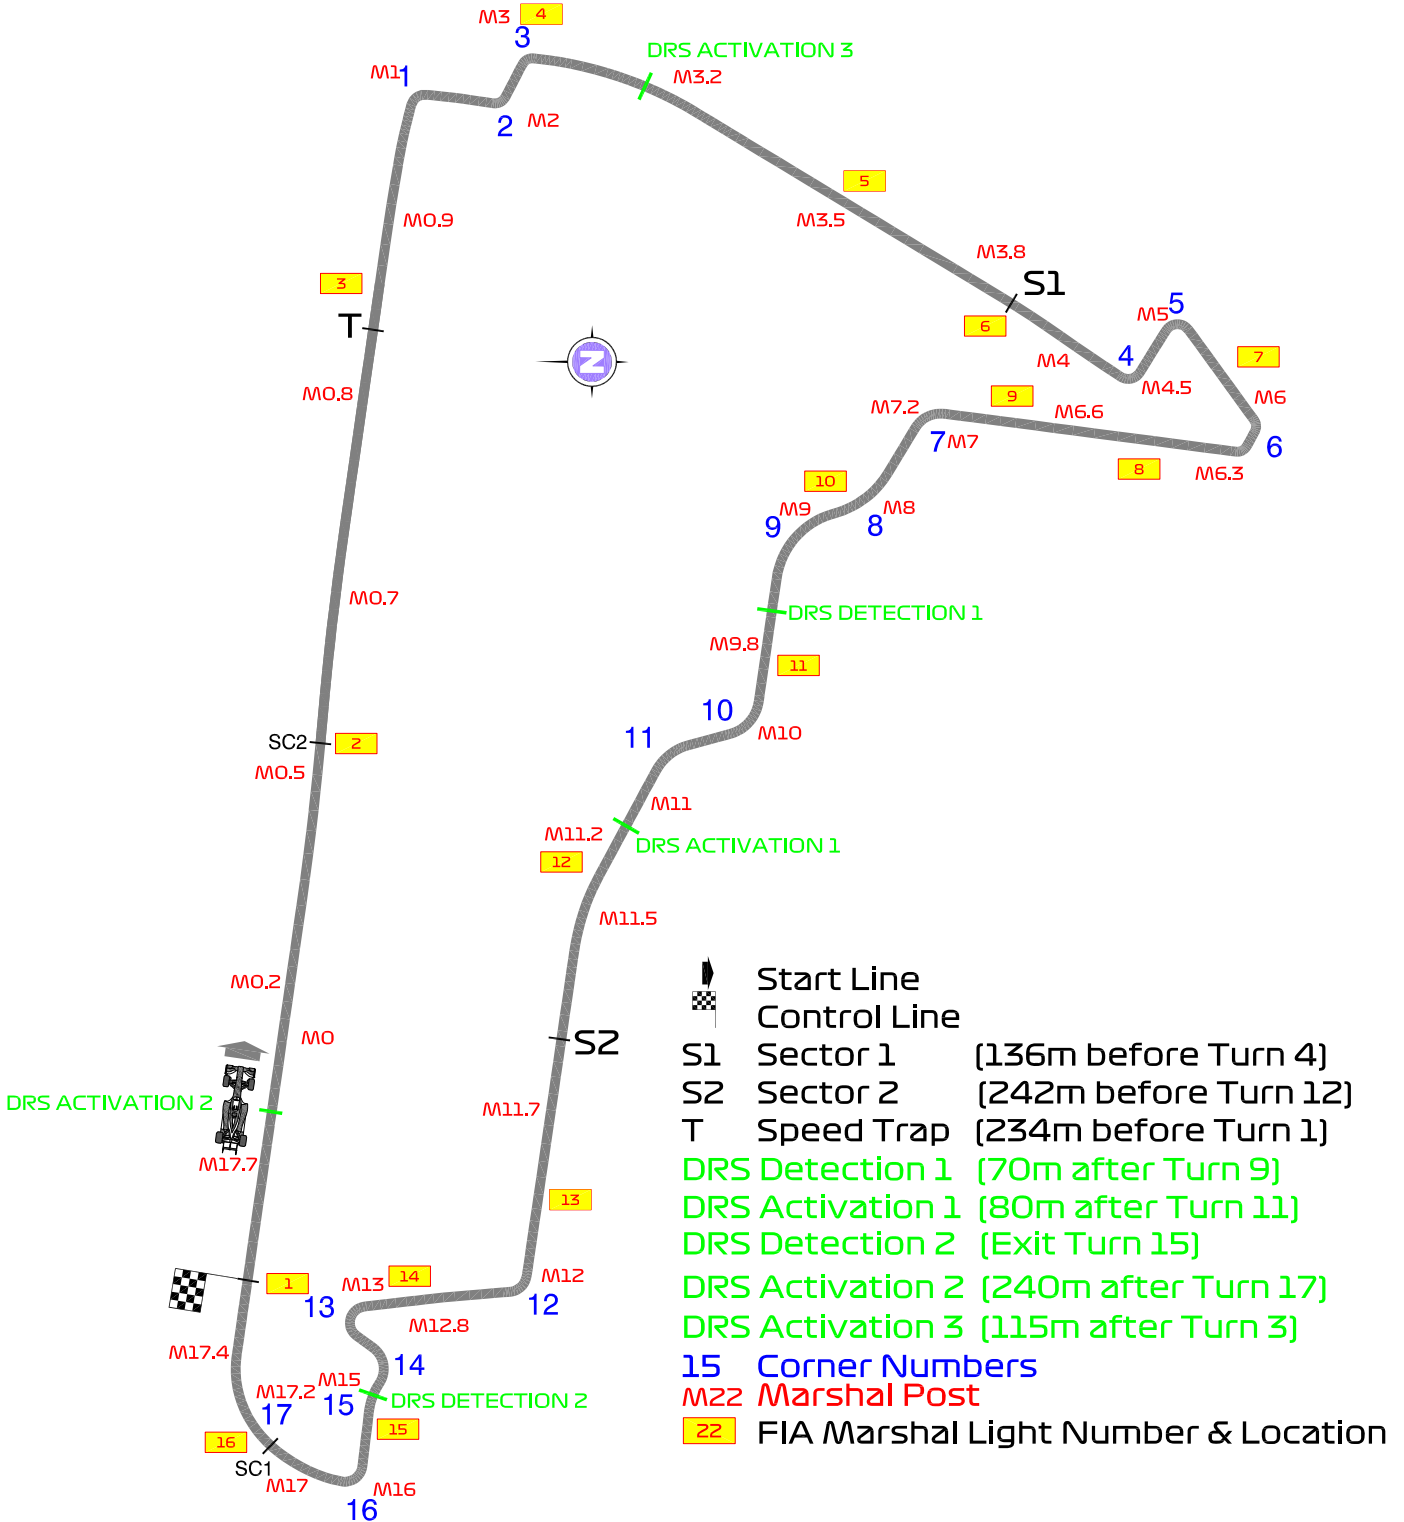 M3
4
3
DRS ACTIVATION 3
M1
1
M3.2
2
M2
5
M0.9
M3.5
M3.8
3
S1
5
M5
T
6
4
7
M4
N
M0.8
M4.5
9
M6
M7.2
M6.6
7
M7
6
8
M6.3
10
M9
M8
9
8
M0.7
DRS DETECTION 1
M9.8
11
10
M10
11
SC2
2
M0.5
M11
M11.2
DRS ACTIVATION 1
12
M11.5
M0.2
M0
S2
DRS ACTIVATION 2
M11.7
M17.7
13
1
14
M12
M13
13
12
M12.8
M17.4
14
M15
M17.2
15
DRS DETECTION 2
17
15
16
SC1
M17
M16
16
Start Line
Control Line
S1 Sector 1 (136m before Turn 4)
S2 Sector 2 (242m before Turn 12)
T Speed Trap (234m before Turn 1)
DRS Detection 1 (70m after Turn 9)
DRS Activation 1 (80m after Turn 11)
DRS Detection 2 (Exit Turn 15)
DRS Activation 2 (240m after Turn 17)
DRS Activation 3 (115m after Turn 3)
15 Corner Numbers
M22 Marshal Post
22 FIA Marshal Light Number & Location